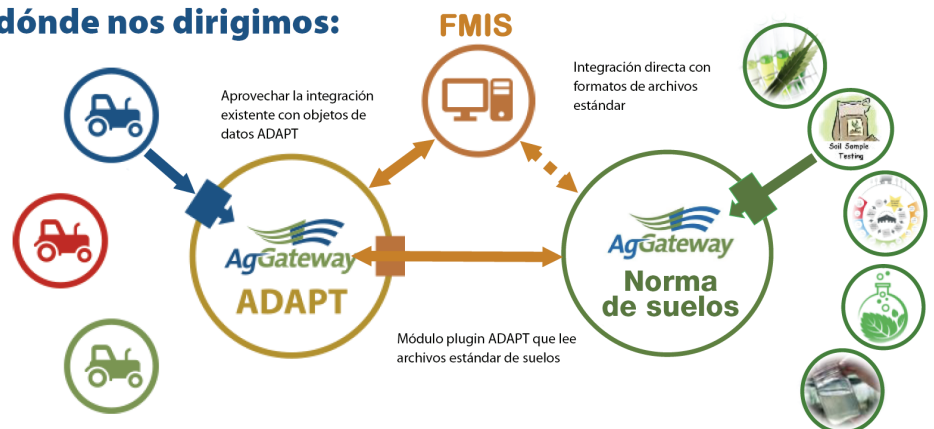 dónde nos dirigimos:
FMIS
Aprovechar la integración
existente con objetos de
datos ADAPT
Integración directa con
formatos de archivos
estándar
Soil Sample
Testing
AgGateway
ADAPT
AgGateway
Norma
de suelos
Módulo plugin ADAPT que lee
archivos estándar de suelos